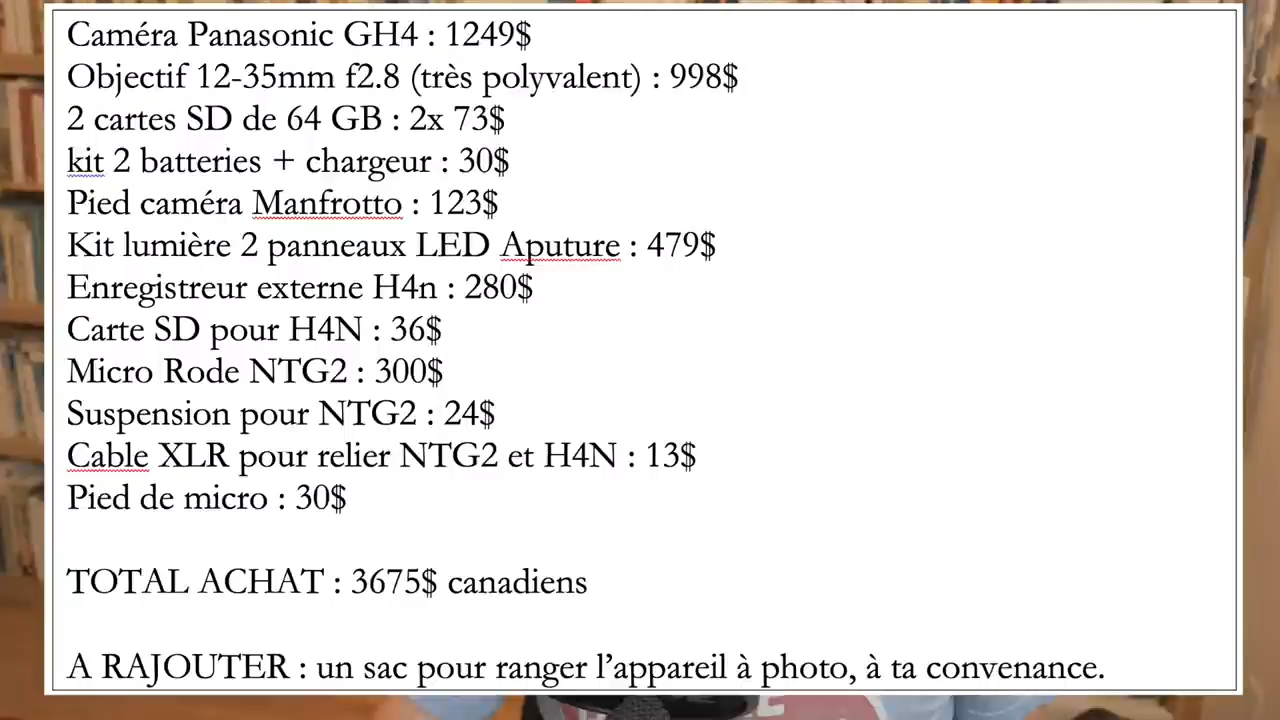 Caméra Panasonic GH4 : 1249$
Objectif 12-35mm f2.8 (très polyvalent) : 998$
2 cartes SD de 64 GB : 2x 73$
kit 2 batteries + chargeur : 30$
Pied caméra Manfrotto : 123$
Kit lumière 2 panneaux LED Aputure : 479$
Enregistreur externe H4n : 280$
Carte SD pour H4N : 36$
Micro Rode NTG2 : 300$
Suspension pour NTG2 : 24$
Cable XLR pour relier NTG2 et H4N : 13$
Pied de micro : 30$
TOTAL ACHAT : 3675$ canadiens
A RAJOUTER : un sac pour ranger l’appareil à photo, à ta convenance.